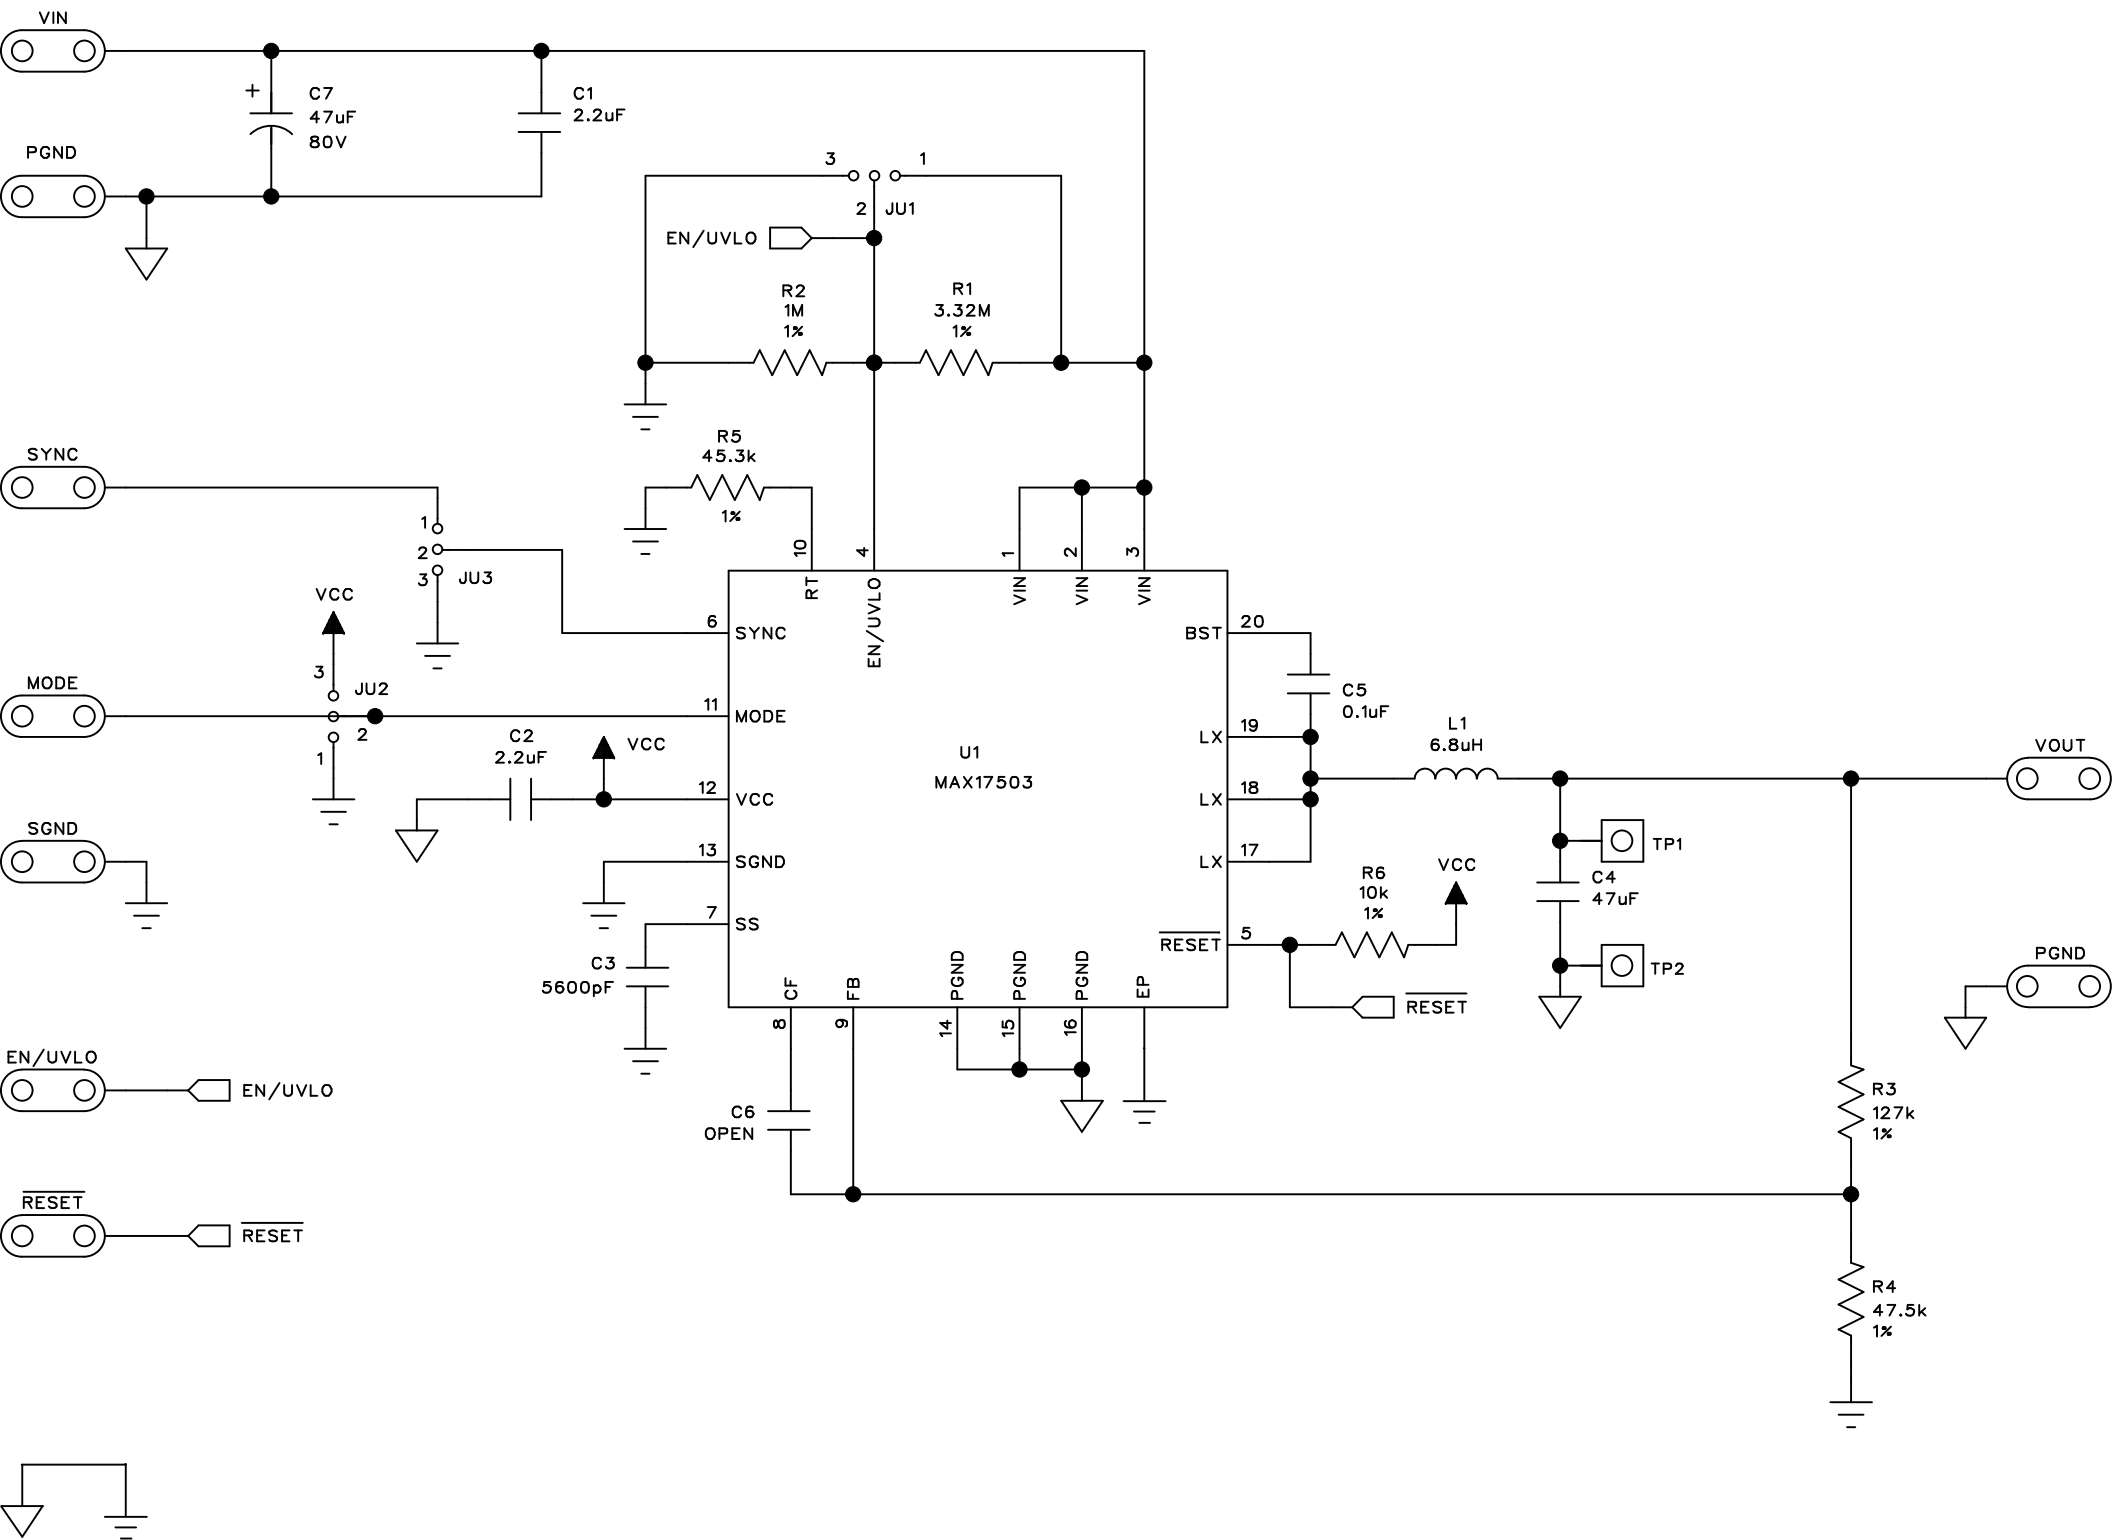 VIN
+
C7
47uF
80V
C1
2.2uF
PGND
3
1
2
JU1
EN/UVLO
R2
1M
1%
R1
3.32M
1%
SYNC
R5
45.3k
1%
1
2
3
JU3
10
4
1
2
3
RT
EN/UVLO
VIN
VIN
VIN
VCC
3
JU2
2
1
MODE
6
SYNC
11
MODE
C2
2.2uF
VCC
12
VCC
SGND
13
SGND
7
SS
C3
5600pF
U1
MAX17503
BST
20
C5
0.1uF
LX
19
LX
18
LX
17
L1
6.8uH
VOUT
TP1
C4
47uF
TP2
R6
10k
1%
VCC
RESET
5
RESET
PGND
CF
FB
PGND
PGND
PGND
EP
8
9
14
15
16
EN/UVLO
EN/UVLO
C6
OPEN
R3
127k
1%
RESET
RESET
R4
47.5k
1%